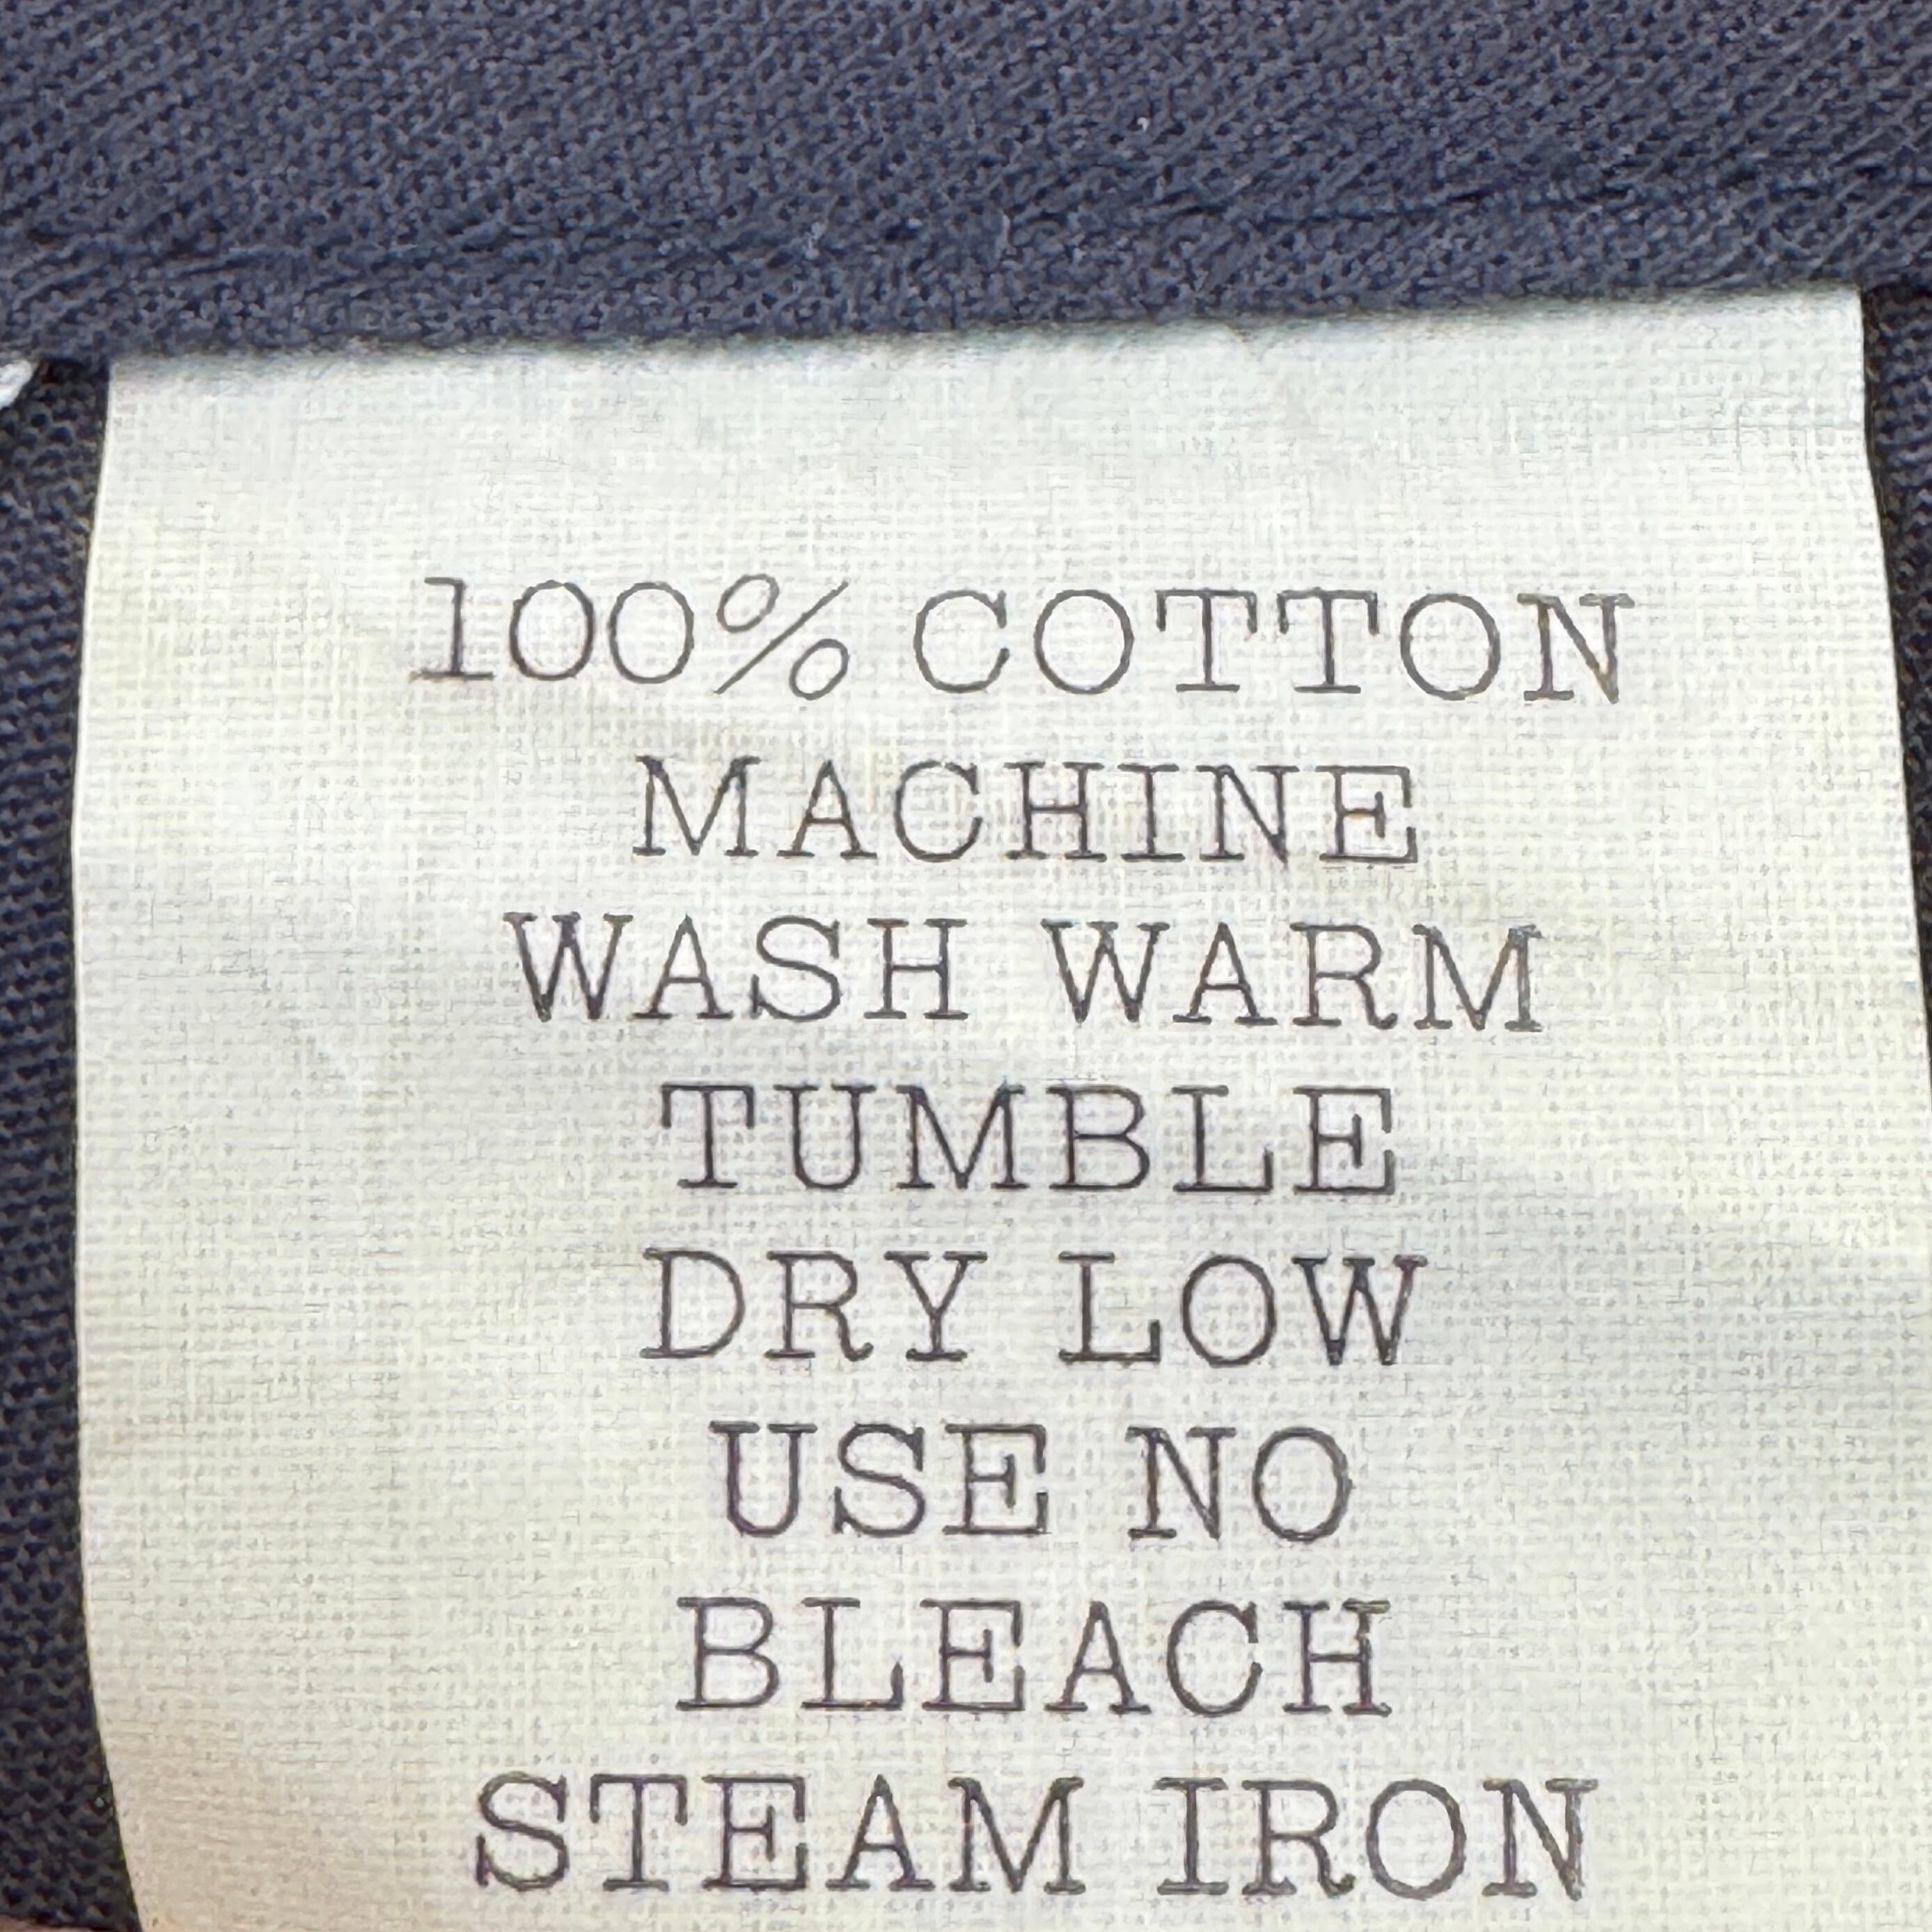 100% COTTON
MACHINE
WASH WARM
TUMBLE
DRY LOW
USE NO
BLEACH
STEAM IRON